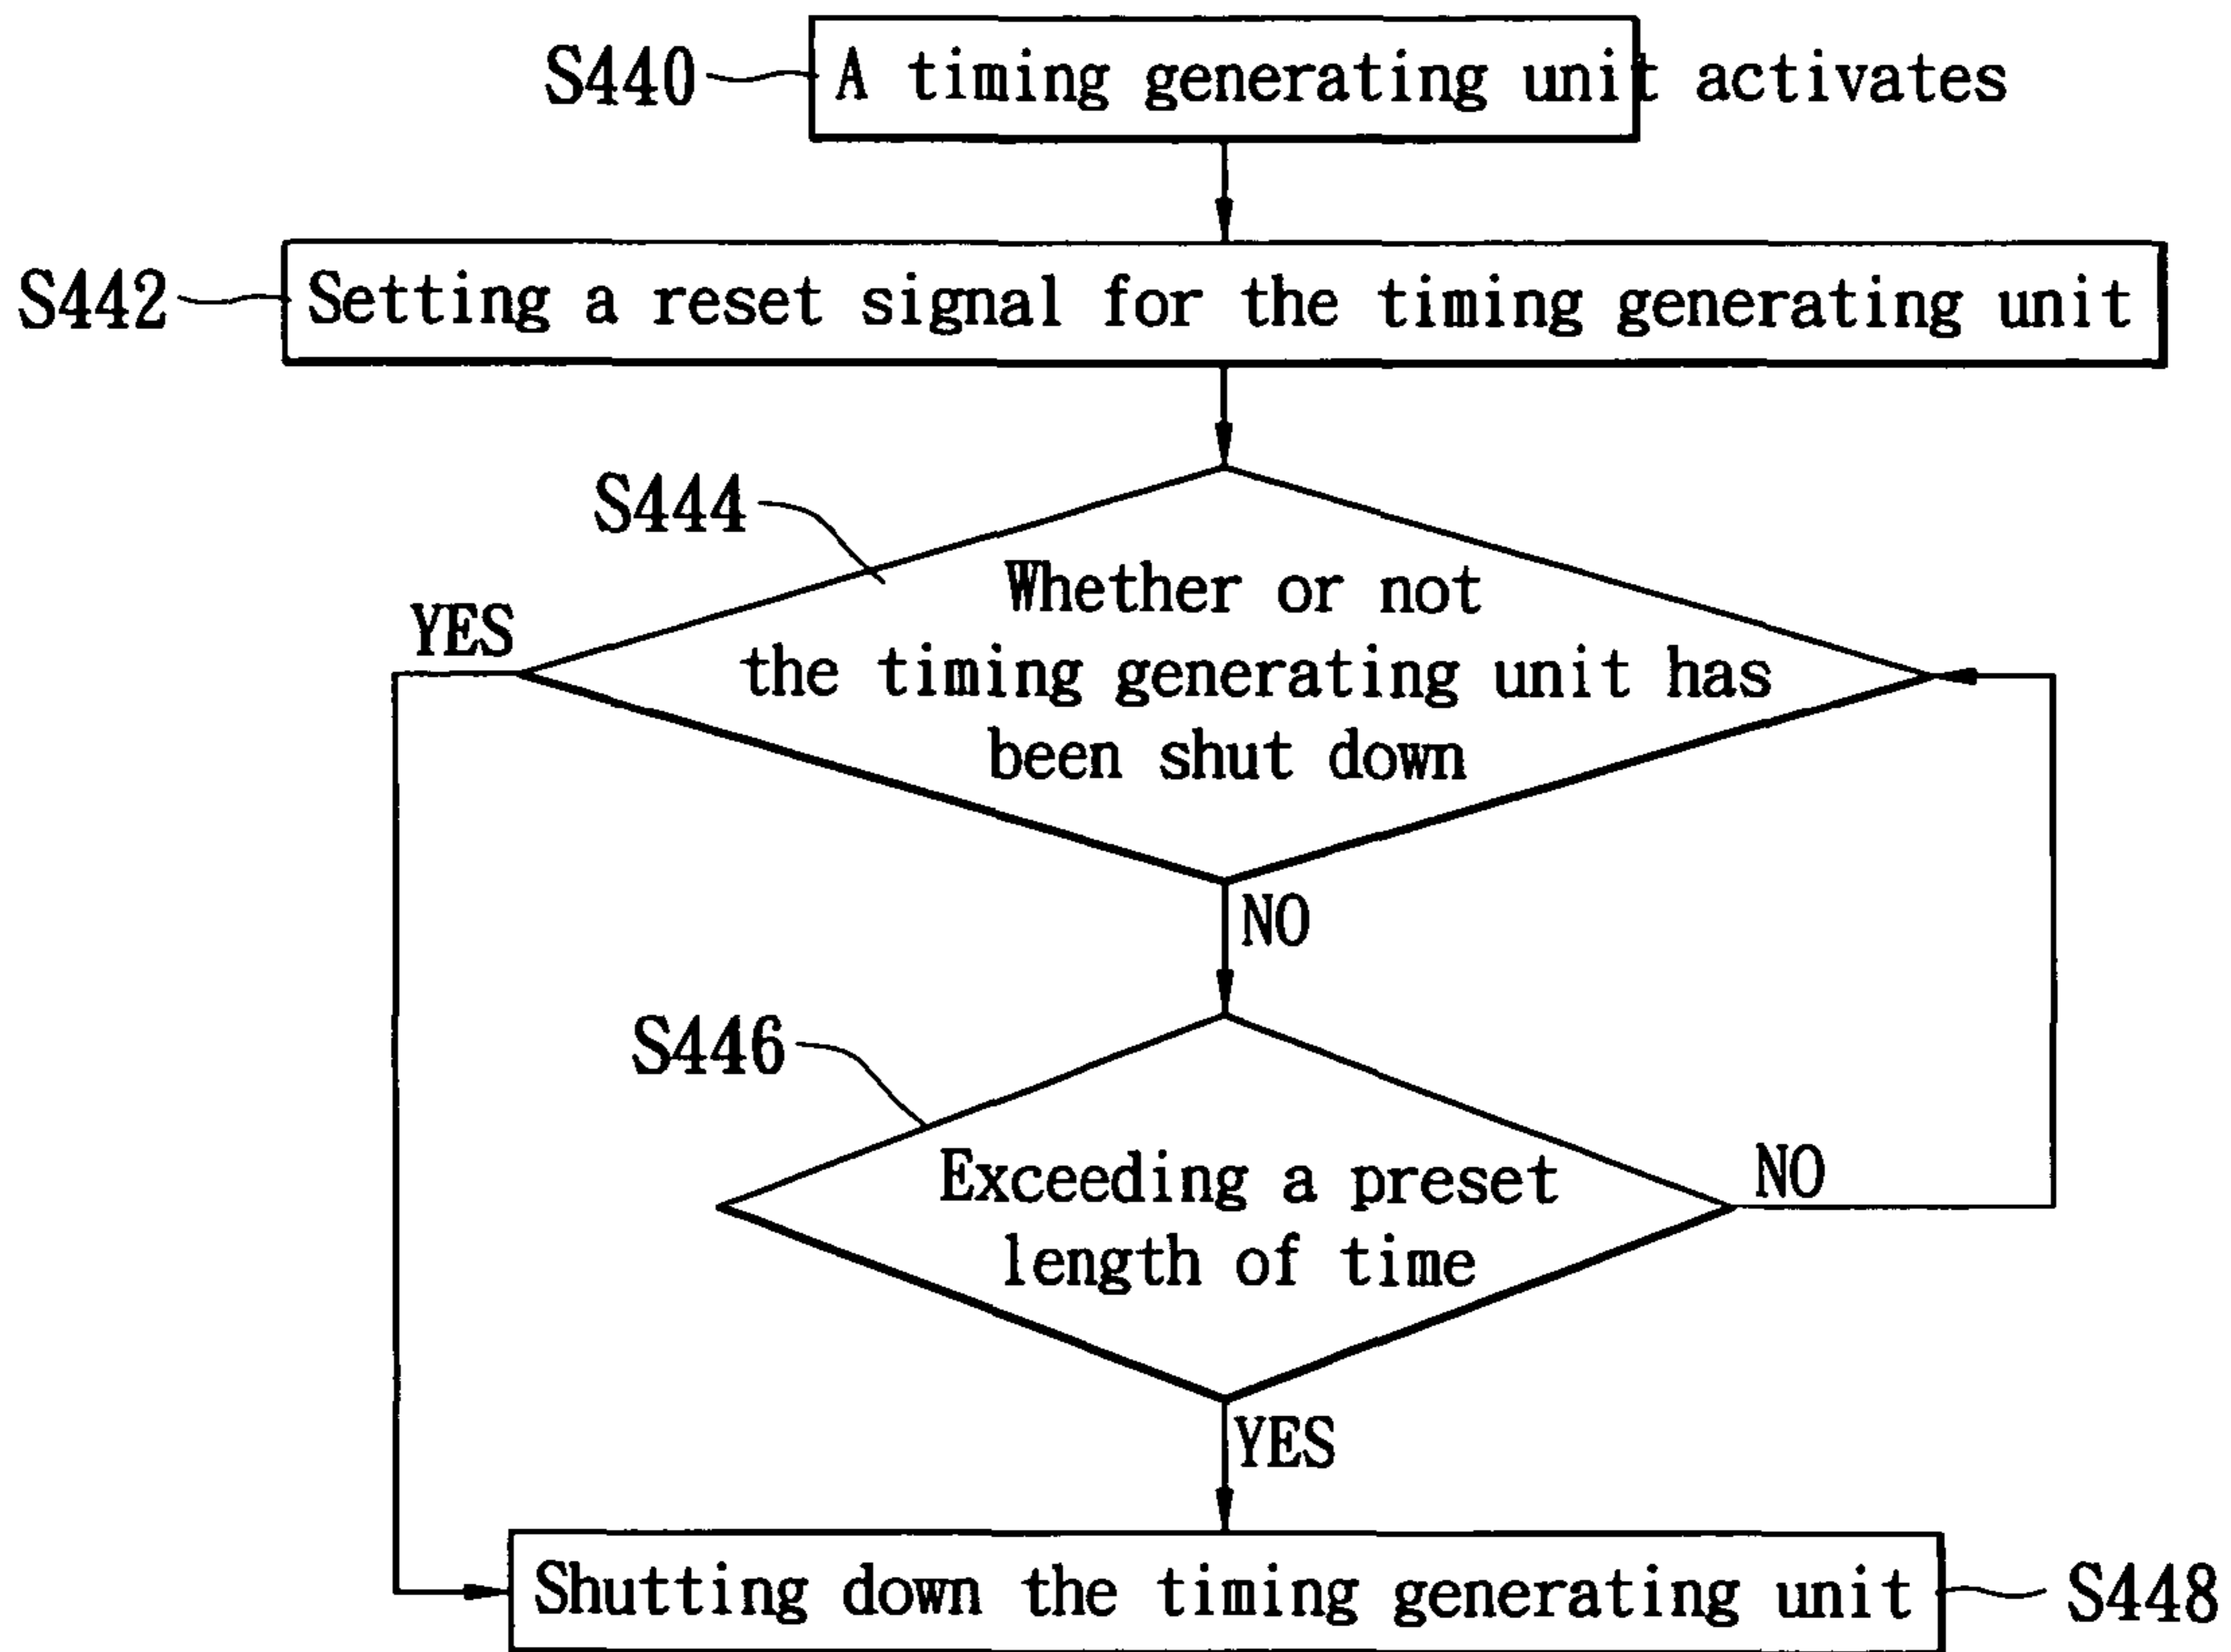 S440
A timing generating unit activates
S442
Setting a reset signal for the timing generating unit
S444
Whether or not
the timing generating unit has
been shut down
YES
NO
S446
Exceeding a preset
length of time
NO
YES
Shutting down the timing generating unit
S448